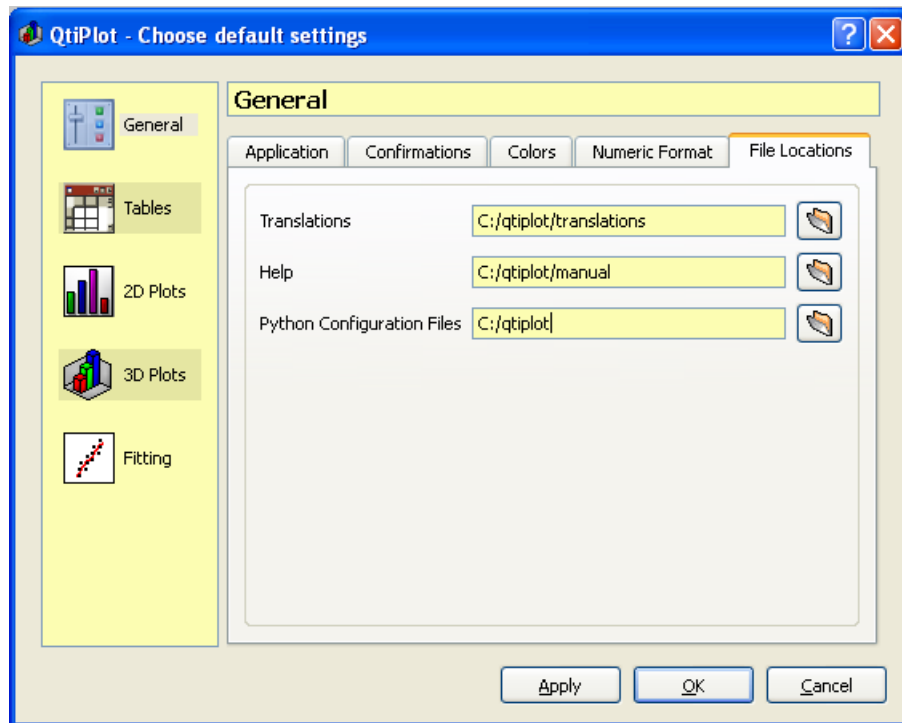 QtiPlot - Choose default settings
General
Tables
2D Plots
3D Plots
Fitting
General
Application Confirmations Colors Numeric Format File Locations
Translations C:/qtiplot/translations
Help C:/qtiplot/manual
Python Configuration Files C:/qtiplot
Apply OK Cancel